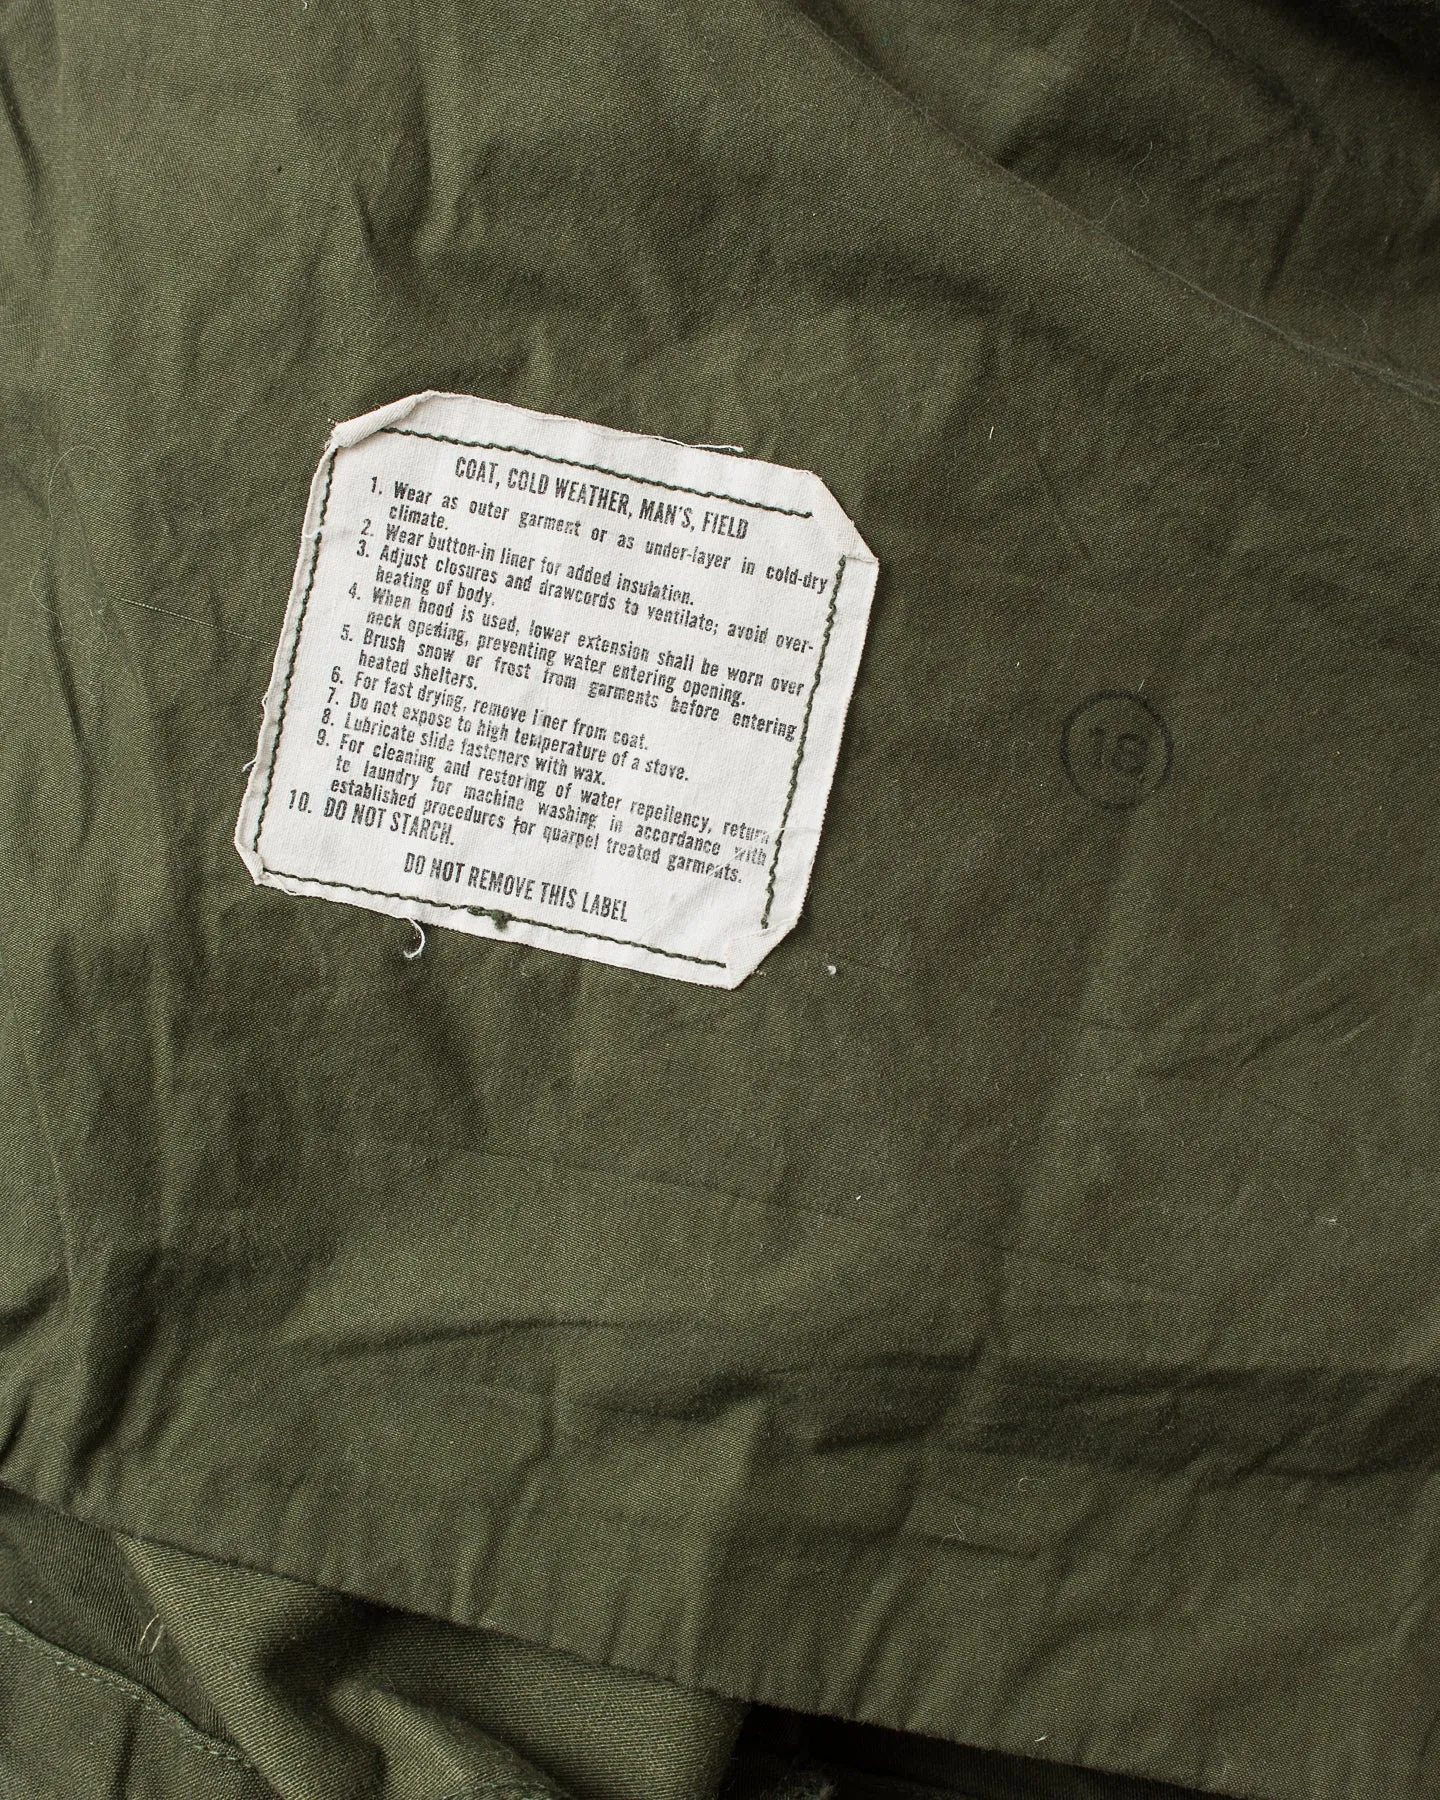 COAT, COLD WEATHER, MAN'S, FIELD
1. Wear as outer garment or as under-layer in cold-dry
climate.
2. Wear button-in liner for added insulation.
3. Adjust closures and drawcords to ventilate; avoid over-
heating of body.
4. When hood is used, lower extension shall be worn over
neck opening, preventing water entering opening.
5. Brush snow or frost from garments before entering
heated shelters.
6. For fast drying, remove liner from coat.
7. Do not expose to high temperature of a stove.
8. Lubricate slide fasteners with wax.
9. For cleaning and restoring of water repellency, return
to laundry for machine washing in accordance with
established procedures for quarpel treated garments.
10. DO NOT STARCH.
DO NOT REMOVE THIS LABEL